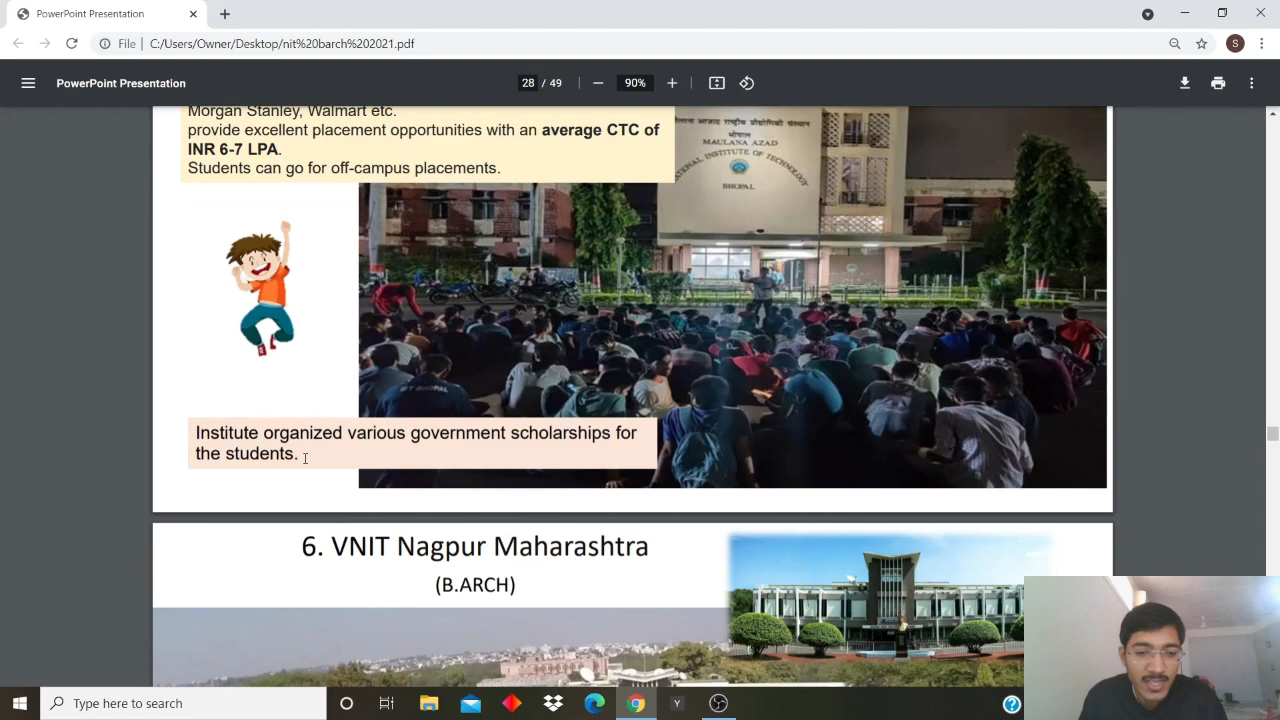 PowerPoint Presentation
File
C:/Users/Owner/Desktop/nit%20barch%202021.pdf
S
PowerPoint Presentation
28 / 49
90%
Morgan Stanley, Walmart etc.
provide excellent placement opportunities with an average CTC of
INR 6-7 LPA.
Students can go for off-campus placements.
मौलाना आज़ाद राष्ट्रीय प्रौद्योगिकी संस्थान
भोपाल
MAULANA AZAD
NATIONAL INSTITUTE OF TECHNOLOGY
BHOPAL
Institute organized various government scholarships for
the students.
6. VNIT Nagpur Maharashtra
(B.ARCH)
Type here to search
Y